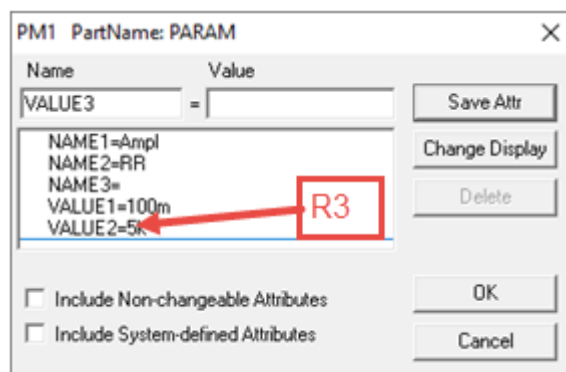 PM1 PartName: PARAM
Name Value
VALUE3 =
Save Attr
NAME1=Ampl
NAME2=RR
NAME3=
VALUE1=100m
VALUE2=5k
Change Display
R3
Delete
Include Non-changeable Attributes
Include System-defined Attributes
OK
Cancel